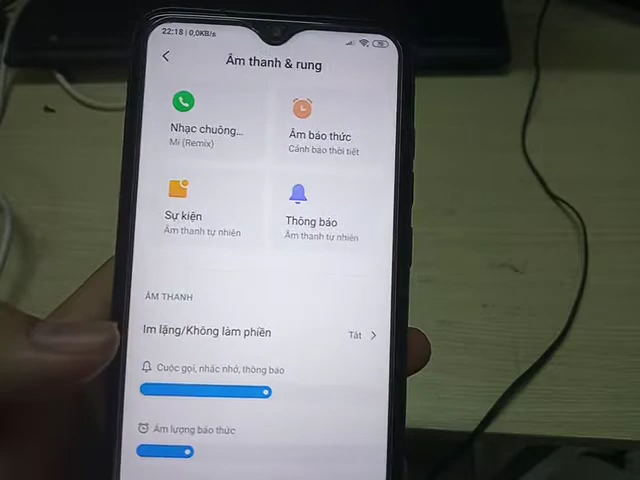 22:18 | 0,0KB/s
Âm thanh & rung
Nhạc chuông...
Mi (Remix)
Âm báo thức
Cảnh báo thời tiết
Sự kiện
Âm thanh tự nhiên
Thông báo
Âm thanh tự nhiên
ÂM THANH
Im lặng/Không làm phiền
Tắt
Cuộc gọi, nhắc nhở, thông báo
Âm lượng báo thức